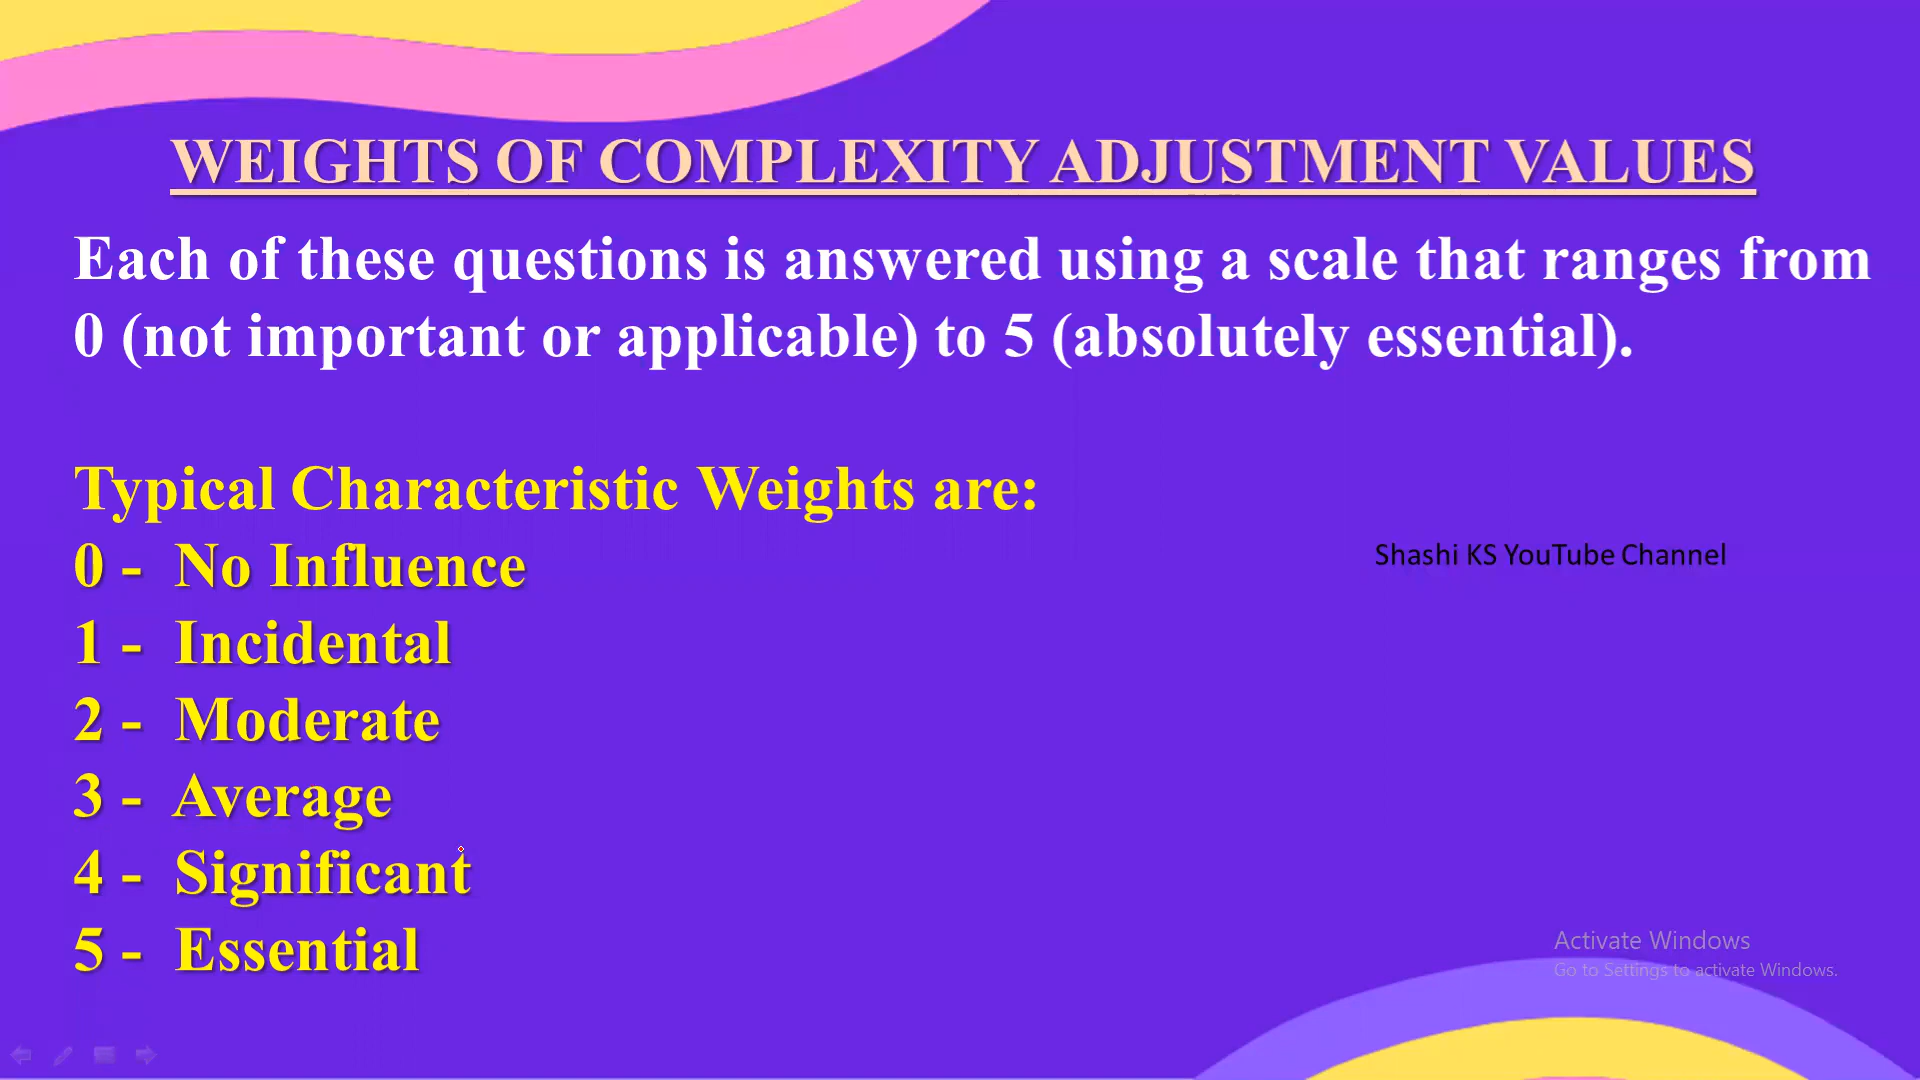 WEIGHTS OF COMPLEXITY ADJUSTMENT VALUES
Each of these questions is answered using a scale that ranges from
0 (not important or applicable) to 5 (absolutely essential).
Typical Characteristic Weights are:
0 - No Influence
1 - Incidental
2 - Moderate
3 - Average
4 - Significant
5 - Essential
Shashi KS YouTube Channel
Activate Windows
Go to Settings to activate Windows.